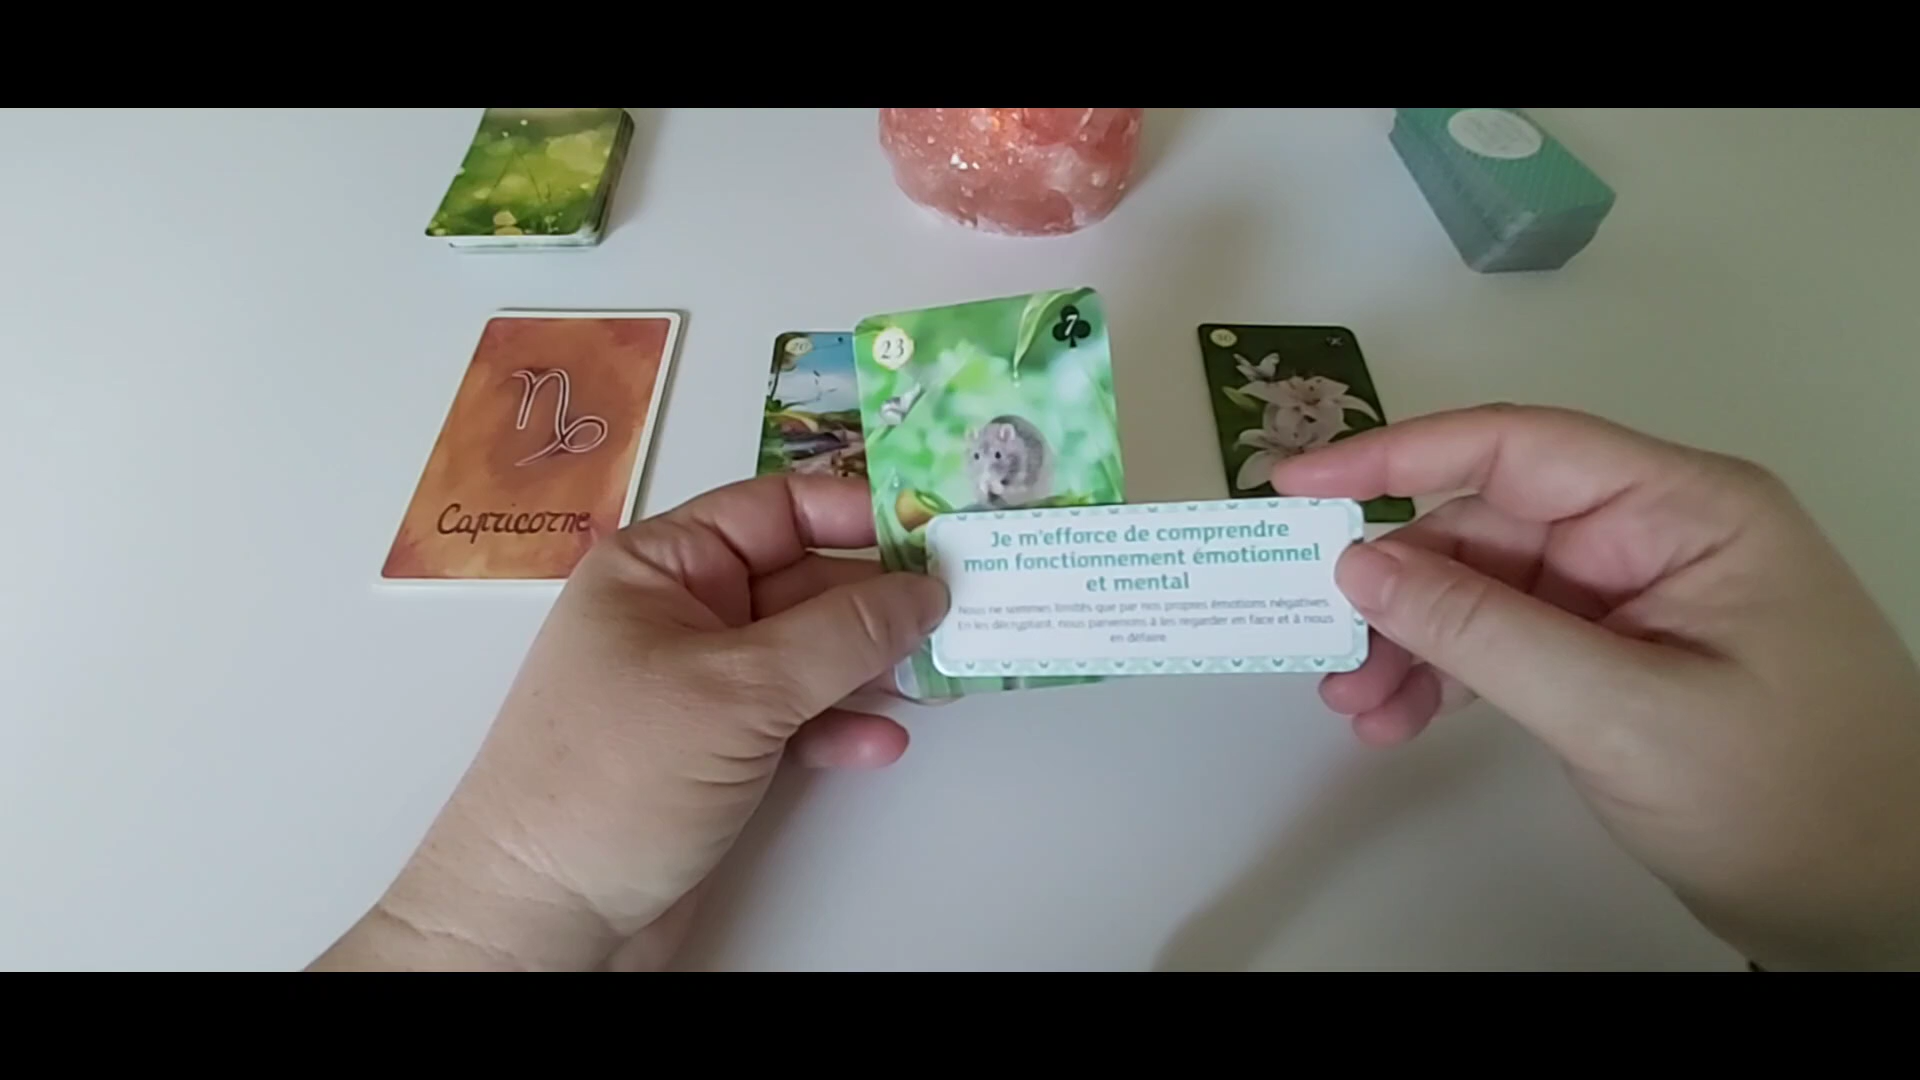 23
7
30
Capricorne
Je m'efforce de comprendre
mon fonctionnement émotionnel
et mental
Nous ne sommes limités que par nos propres émotions négatives.
En les décryptant, nous parvenons à les regarder en face et à nous
en défaire